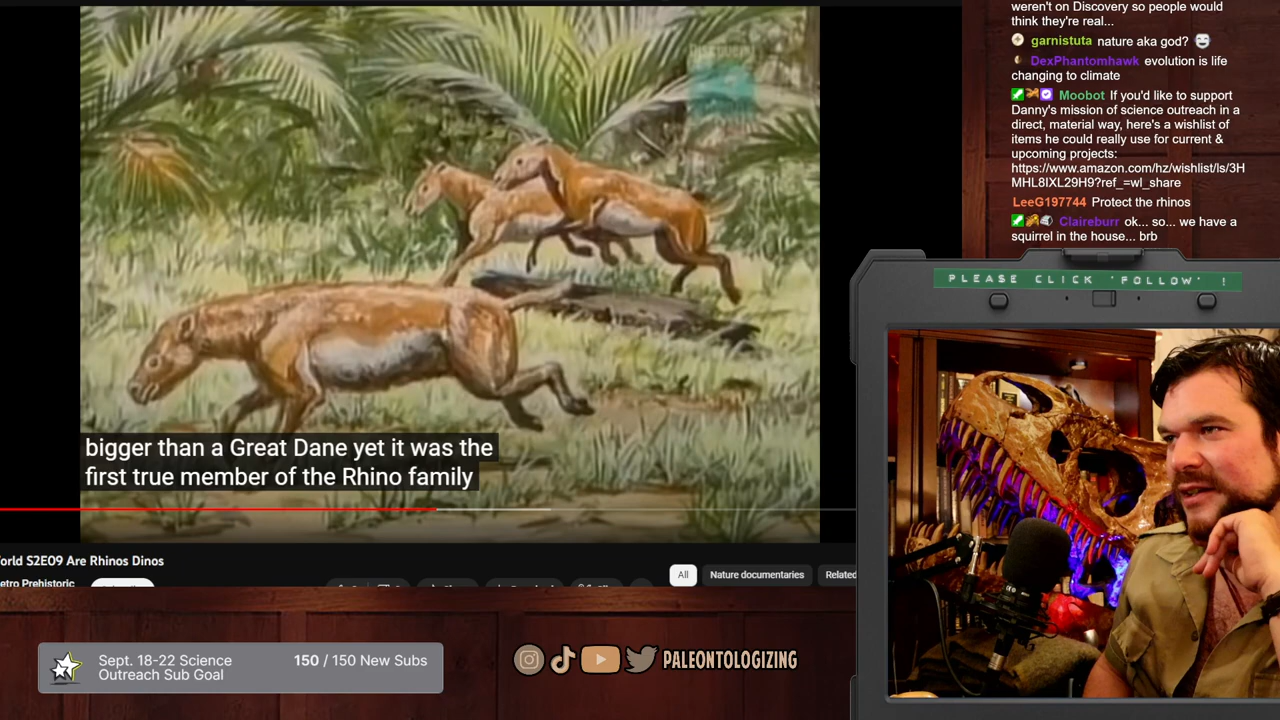 weren't on Discovery so people would
think they're real...
garnistuta nature aka god?
DexPhantomhawk evolution is life
changing to climate
Moobot If you'd like to support
Danny's mission of science outreach in a
direct, material way, here's a wishlist of
items he could really use for current &
upcoming projects:
https://www.amazon.com/hz/wishlist/ls/3H
MHL8IXL29H9?ref_=wl_share
LeeG197744 Protect the rhinos
Claireburr ok... so... we have a
squirrel in the house... brb
Discovery
PLEASE CLICK 'FOLLOW' !
bigger than a Great Dane yet it was the
first true member of the Rhino family
orld S2E09 Are Rhinos Dinos
etro Prehistoric
All Nature documentaries Related
Sept. 18-22 Science 150 / 150 New Subs
Outreach Sub Goal
PALEONTOLOGIZING